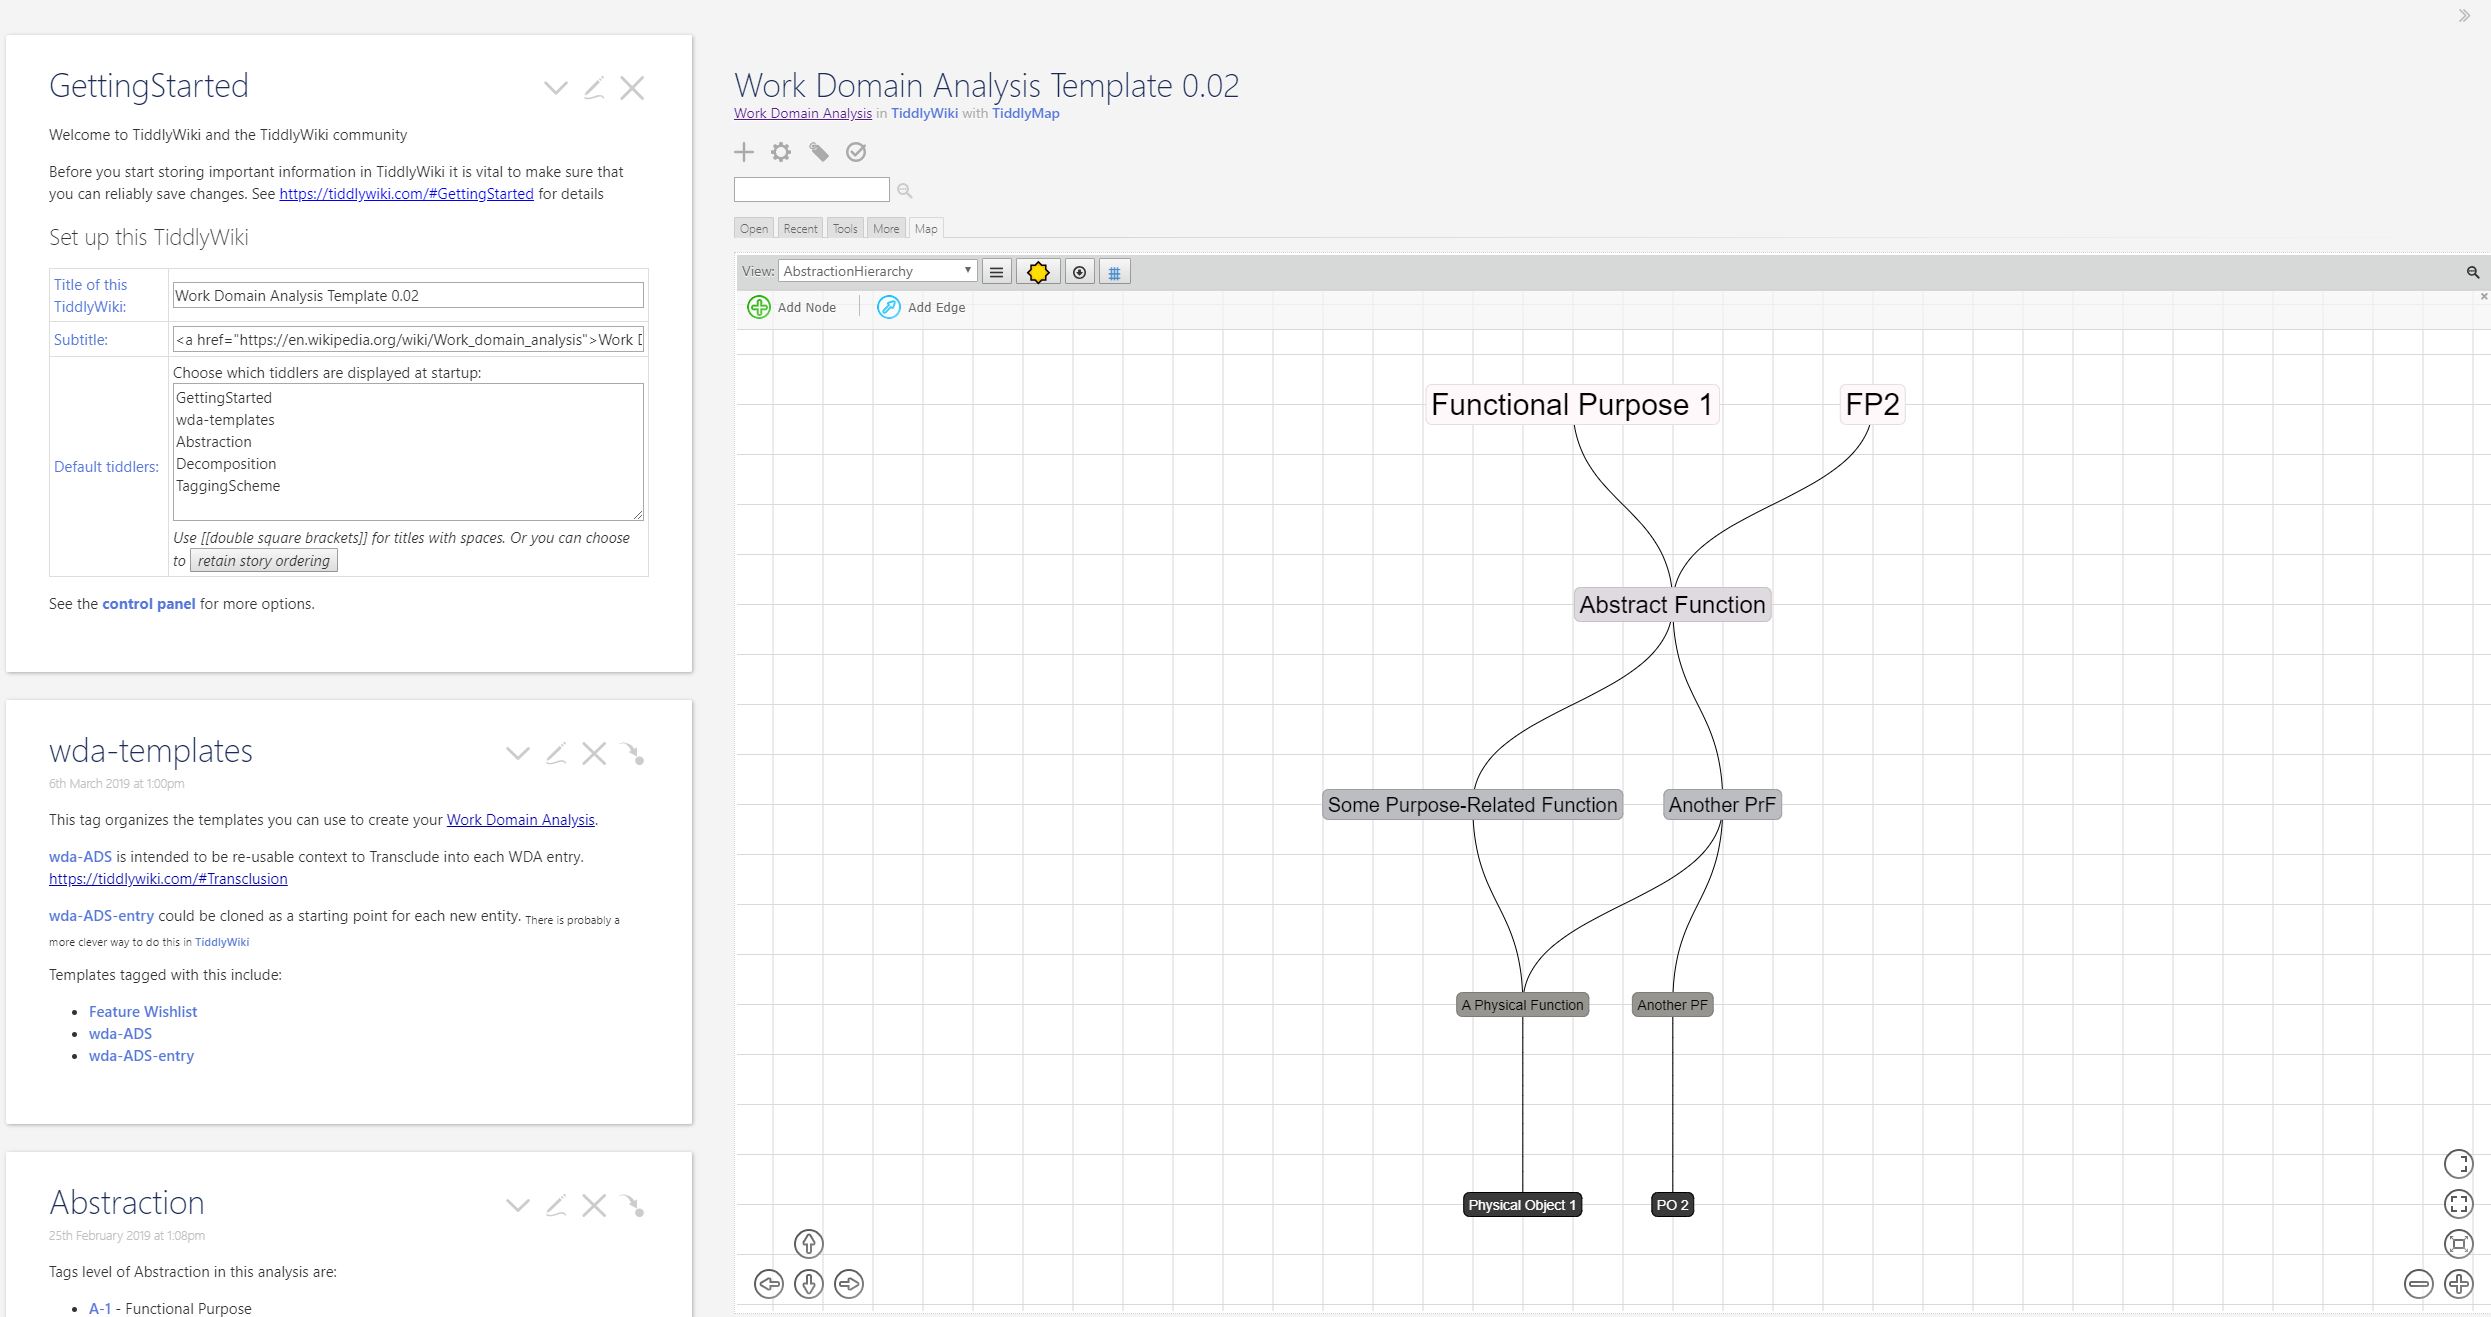 GettingStarted
Welcome to TiddlyWiki and the TiddlyWiki community
Before you start storing important information in TiddlyWiki it is vital to make sure that
you can reliably save changes. See https://tiddlywiki.com/#GettingStarted for details
Set up this TiddlyWiki
Title of this
TiddlyWiki:
Work Domain Analysis Template 0.02
Subtitle:
<a href="https://en.wikipedia.org/wiki/Work_domain_analysis">Work D
Default tiddlers:
Choose which tiddlers are displayed at startup:
GettingStarted
wda-templates
Abstraction
Decomposition
TaggingScheme
Use [[double square brackets]] for titles with spaces. Or you can choose
to retain story ordering
See the control panel for more options.
wda-templates
6th March 2019 at 1:00pm
This tag organizes the templates you can use to create your Work Domain Analysis.
wda-ADS is intended to be re-usable context to Transclude into each WDA entry.
https://tiddlywiki.com/#Transclusion
wda-ADS-entry could be cloned as a starting point for each new entity. There is probably a
more clever way to do this in TiddlyWiki
Templates tagged with this include:
• Feature Wishlist
• wda-ADS
• wda-ADS-entry
Abstraction
25th February 2019 at 1:08pm
Tags level of Abstraction in this analysis are:
• A-1 - Functional Purpose
Work Domain Analysis Template 0.02
Work Domain Analysis in TiddlyWiki with TiddlyMap
Open Recent Tools More Map
View: AbstractionHierarchy
Add Node Add Edge
Functional Purpose 1 FP2
Abstract Function
Some Purpose-Related Function Another PrF
A Physical Function Another PF
Physical Object 1 PO 2